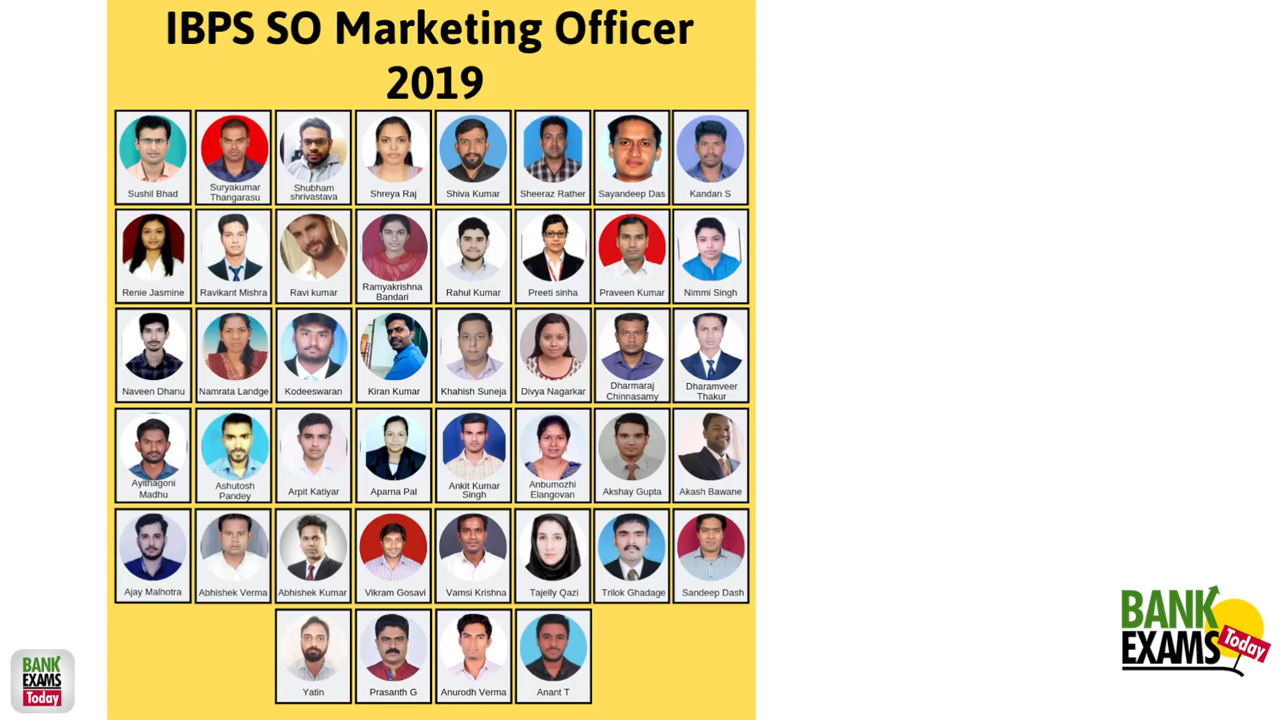 IBPS SO Marketing Officer
2019
Sushil Bhad
Suryakumar
Thangarasu
Shubham
shrivastava
Shreya Raj
Shiva Kumar
Sheeraz Rather
Sayandeep Das
Kandan S
Renie Jasmine
Ravikant Mishra
Ravi kumar
Ramyakrishna
Bandari
Rahul Kumar
Preeti sinha
Praveen Kumar
Nimmi Singh
Naveen Dhanu
Namrata Landge
Kodeeswaran
Kiran Kumar
Khahish Suneja
Divya Nagarkar
Dharmaraj
Chinnasamy
Dharamveer
Thakur
Ayithagoni
Madhu
Ashutosh
Pandey
Arpit Katiyar
Aparna Pal
Ankit Kumar
Singh
Anbumozhi
Elangovan
Akshay Gupta
Akash Bawane
Ajay Malhotra
Abhishek Verma
Abhishek Kumar
Vikram Gosavi
Vamsi Krishna
Tajelly Qazi
Trilok Ghadage
Sandeep Dash
Yatin
Prasanth G
Anurodh Verma
Anant T
BANK
EXAMS
Today
BANK
EXAMS
Today